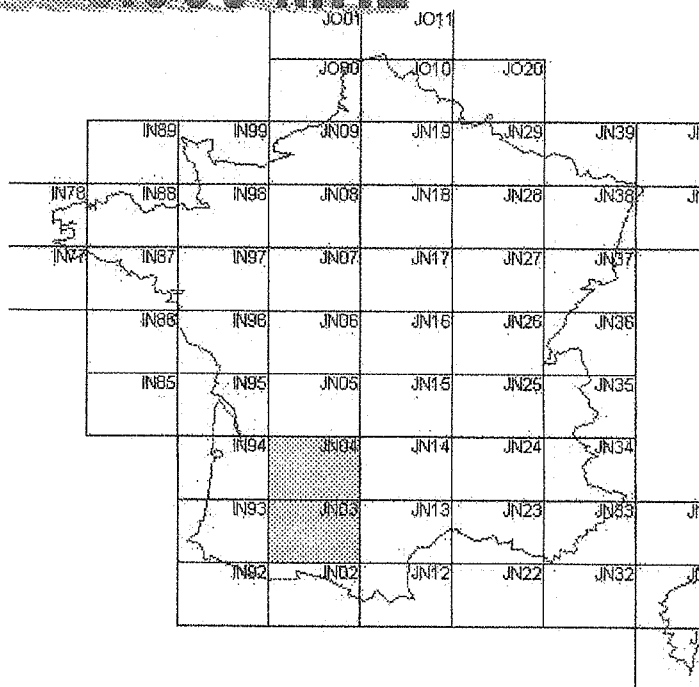 JO01 JO11
JO00 JO10 JO20
IN89 IN99 JN09 JN19 JN29 JN39
IN78 IN88 IN98 JN08 JN18 JN28 JN38
IN77 IN87 IN97 JN07 JN17 JN27 JN37
IN86 IN96 JN06 JN16 JN26 JN36
IN85 IN95 JN05 JN15 JN25 JN35
IN94 JN04 JN14 JN24 JN34
IN93 JN03 JN13 JN23 JN33
IN92 JN02 JN12 JN22 JN32